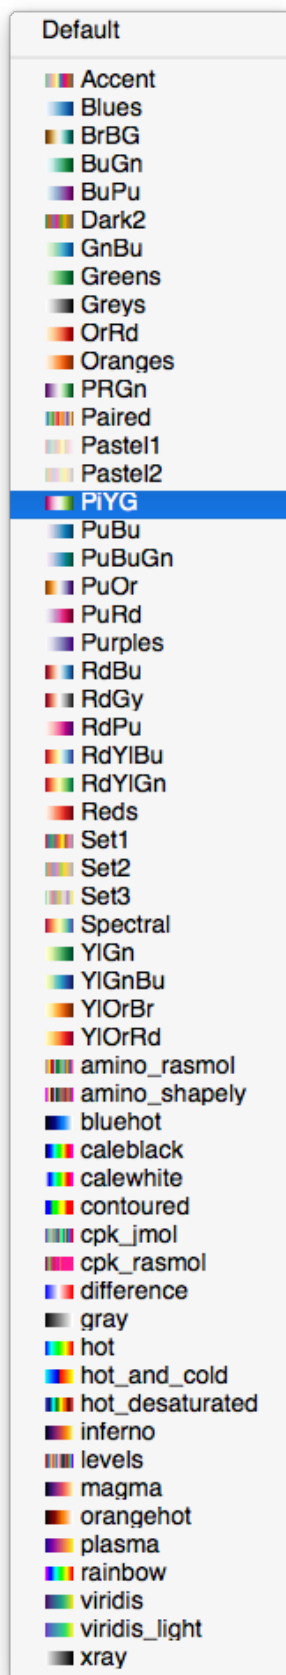 Default
Accent
Blues
BrBG
BuGn
BuPu
Dark2
GnBu
Greens
Greys
OrRd
Oranges
PRGn
Paired
Pastel1
Pastel2
PiYG
PuBu
PuBuGn
PuOr
PuRd
Purples
RdBu
RdGy
RdPu
RdYlBu
RdYlGn
Reds
Set1
Set2
Set3
Spectral
YlGn
YlGnBu
YlOrBr
YlOrRd
amino_rasmol
amino_shapely
bluehot
caleblack
calewhite
contoured
cpk_jmol
cpk_rasmol
difference
gray
hot
hot_and_cold
hot_desaturated
inferno
levels
magma
orangehot
plasma
rainbow
viridis
viridis_light
xray